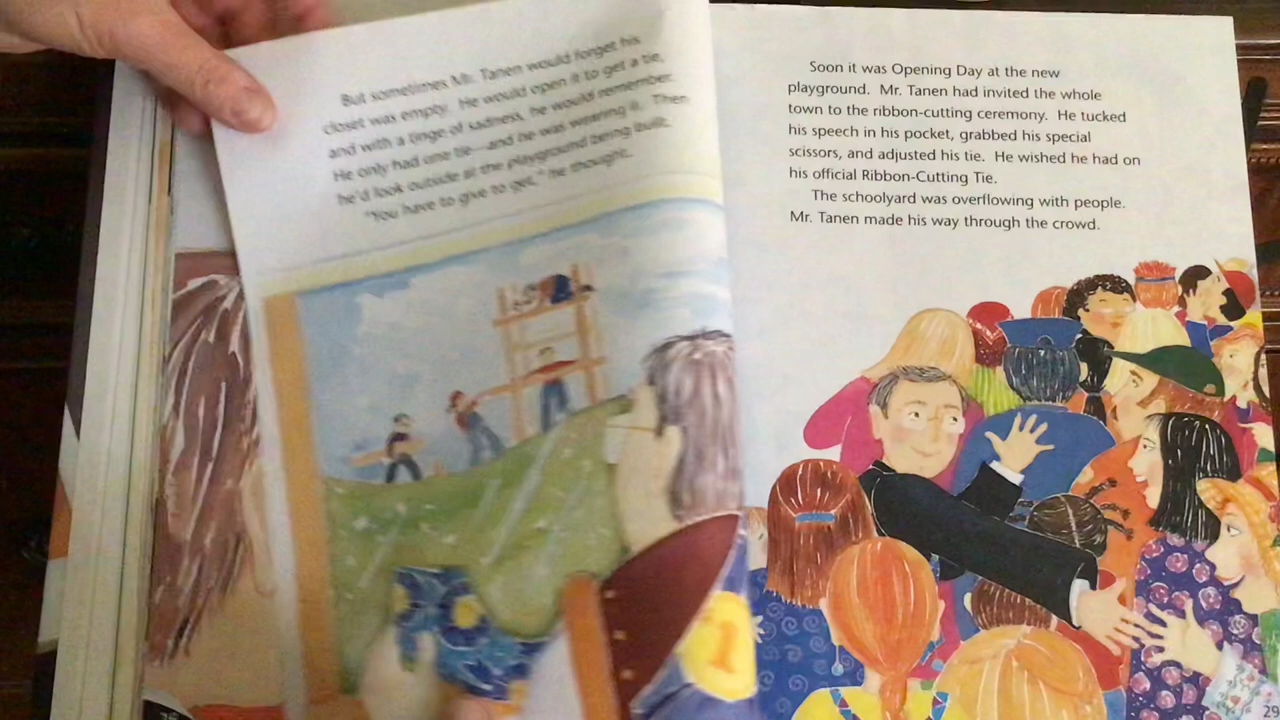 But sometimes Mr. Tanen would forget his
closet was empty. He would open it to get a tie,
and with a tinge of sadness, he would remember.
He only had one tie—and he was wearing it. Then
he'd look outside at the playground being built.
"You have to give to get," he thought.
Soon it was Opening Day at the new
playground. Mr. Tanen had invited the whole
town to the ribbon-cutting ceremony. He tucked
his speech in his pocket, grabbed his special
scissors, and adjusted his tie. He wished he had on
his official Ribbon-Cutting Tie.
The schoolyard was overflowing with people.
Mr. Tanen made his way through the crowd.
1
29